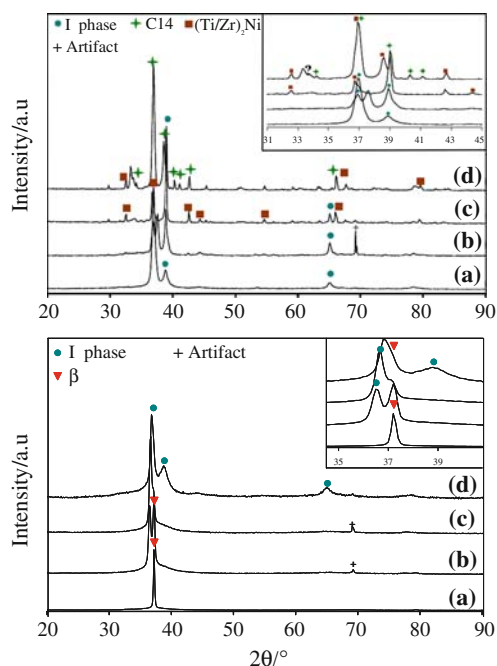 I phase C14 (Ti/Zr)₂Ni
+ Artifact
31 33 35 37 39 41 43 45
Intensity/a.u
(d)
(c)
(b)
(a)
20 30 40 50 60 70 80 90
I phase + Artifact
β
35 37 39
Intensity/a.u
(d)
(c)
(b)
(a)
20 30 40 50 60 70 80 90
2θ/°